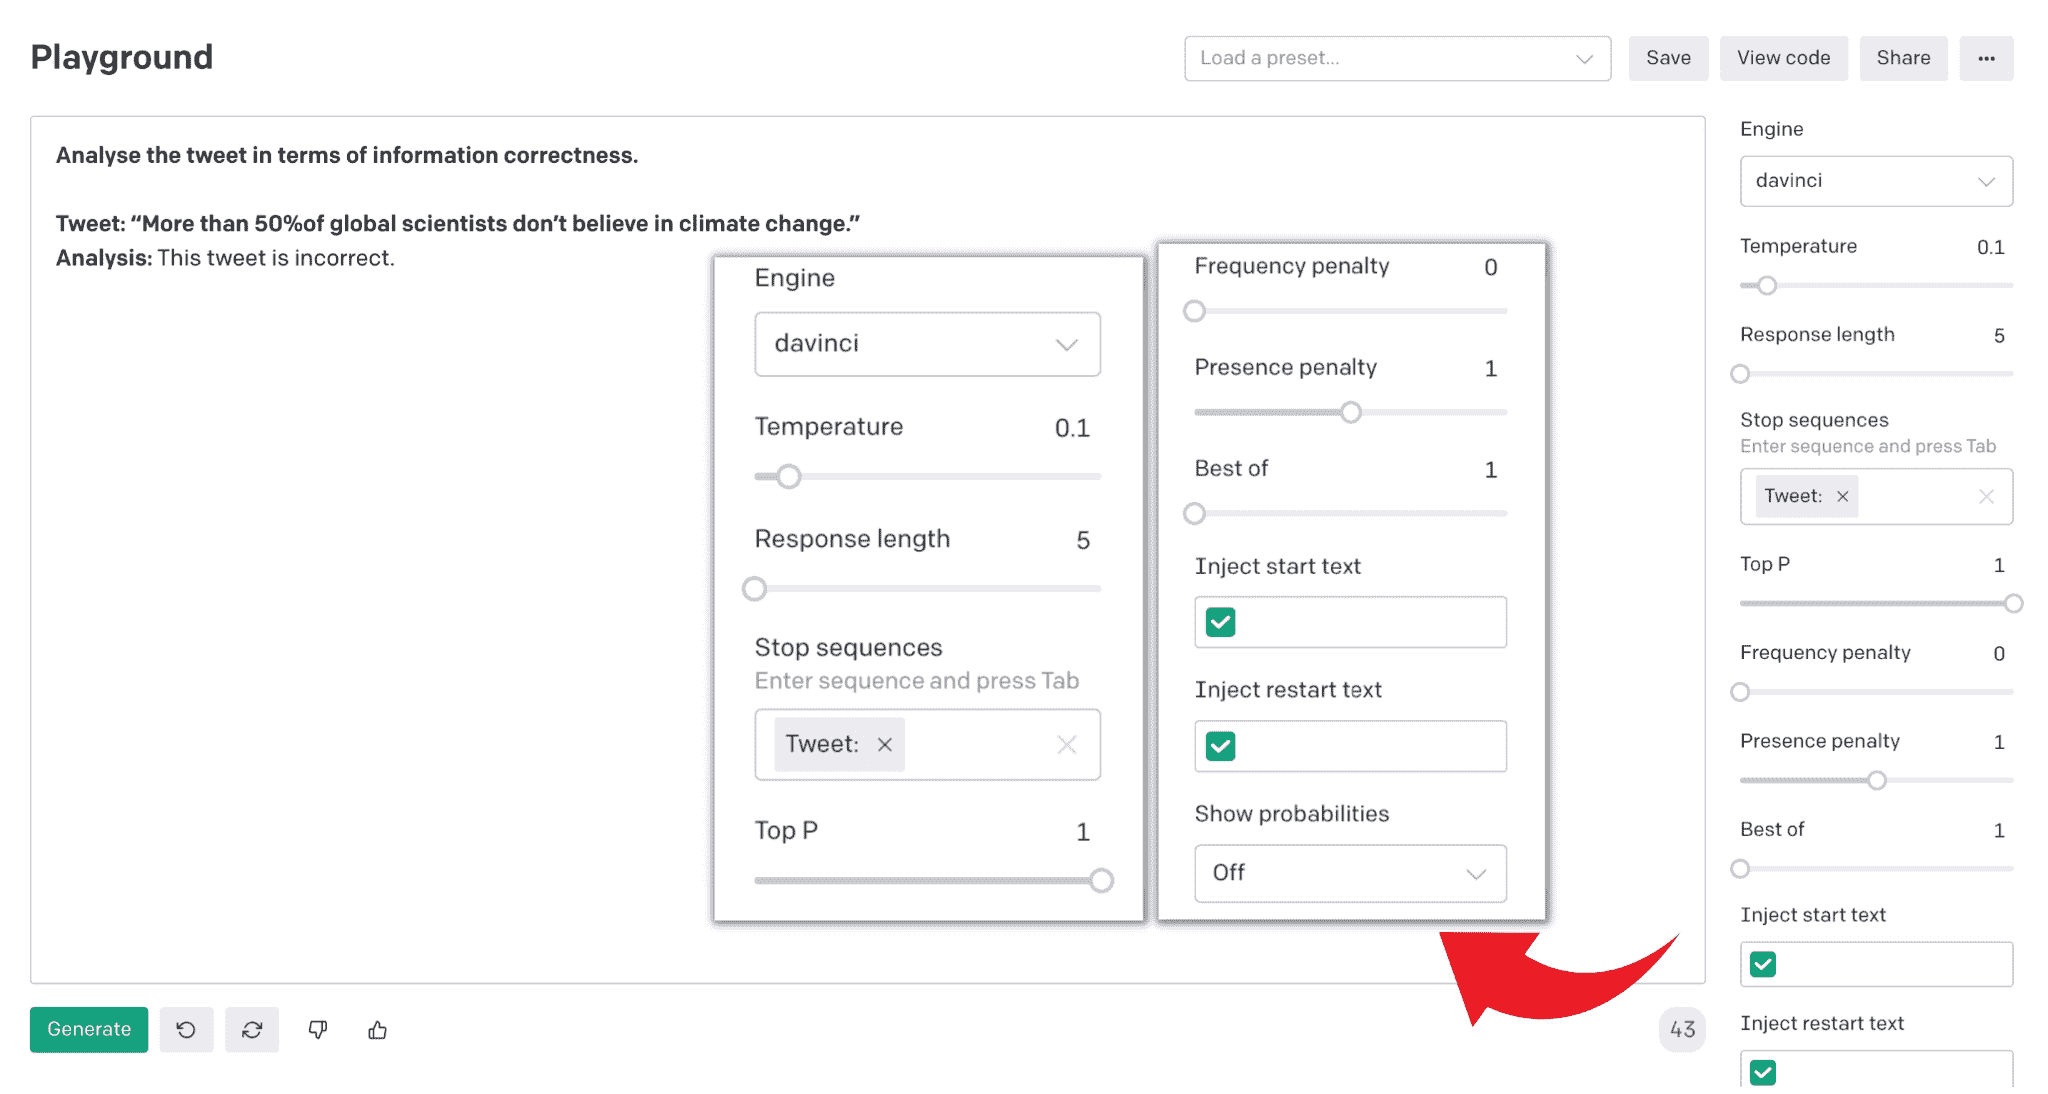 Playground
Load a preset...
Save
View code
Share
...
Analyse the tweet in terms of information correctness.
Tweet: “More than 50%of global scientists don’t believe in climate change.”
Analysis: This tweet is incorrect.
Engine
davinci
Temperature 0.1
Response length 5
Stop sequences
Enter sequence and press Tab
Tweet: ×
Top P 1
Frequency penalty 0
Presence penalty 1
Best of 1
Inject start text
Inject restart text
Show probabilities
Off
Engine
davinci
Temperature 0.1
Response length 5
Stop sequences
Enter sequence and press Tab
Tweet: ×
Top P 1
Frequency penalty 0
Presence penalty 1
Best of 1
Inject start text
Inject restart text
Generate
43